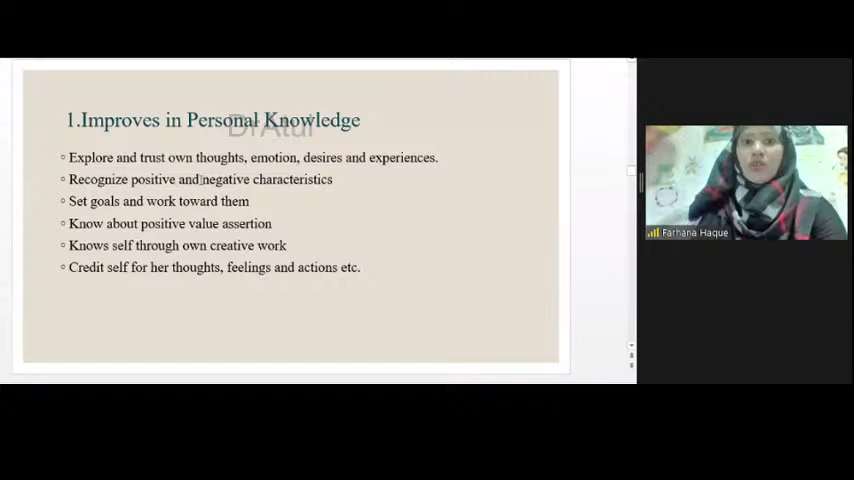 1.Improves in Personal Knowledge
DrAtul
Explore and trust own thoughts, emotion, desires and experiences.
Recognize positive and negative characteristics
Set goals and work toward them
Know about positive value assertion
Knows self through own creative work
Credit self for her thoughts, feelings and actions etc.
Farhana Haque